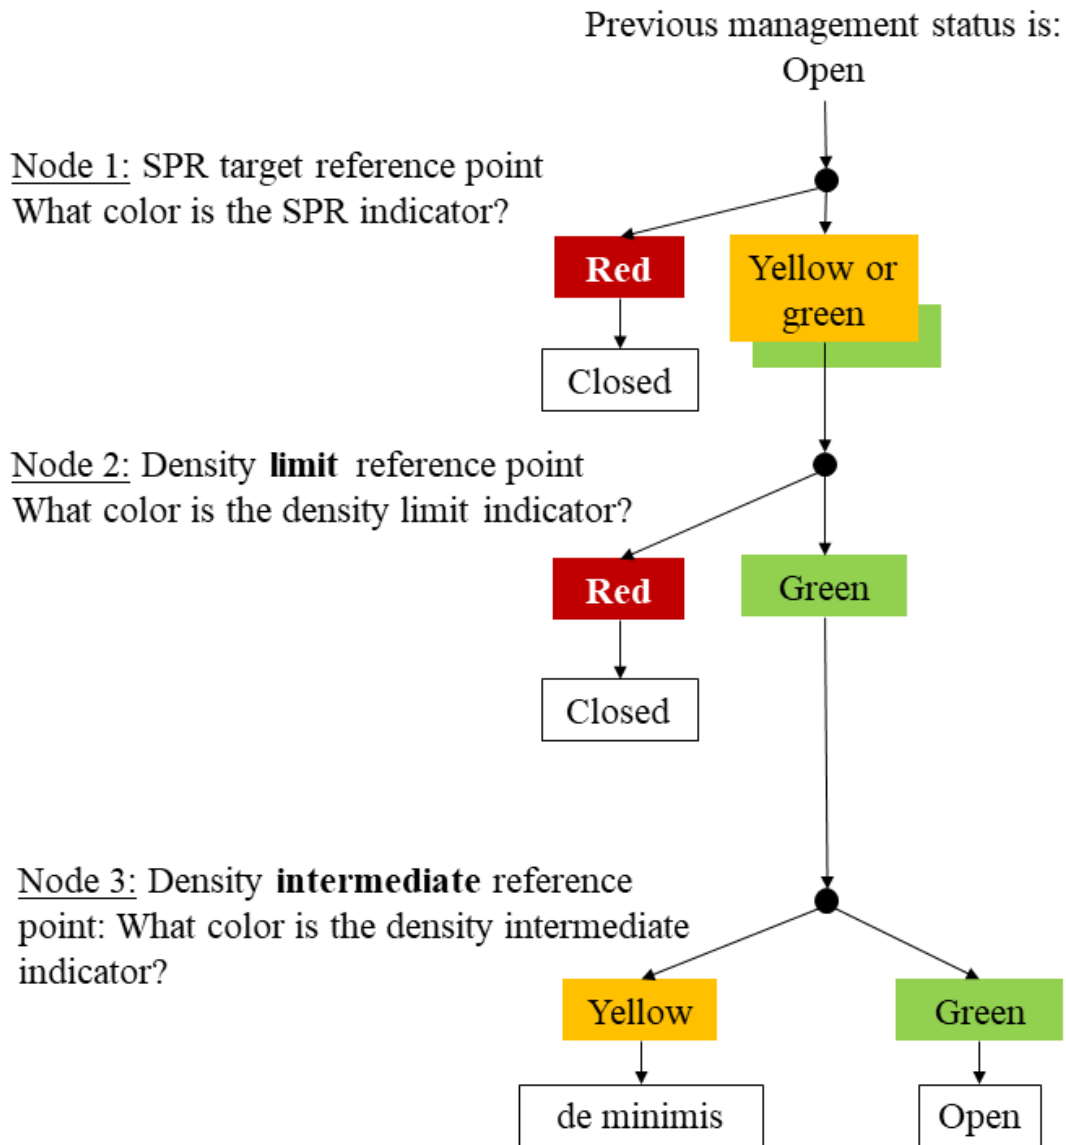 Previous management status is:
Open
Node 1: SPR target reference point
What color is the SPR indicator?
Red
Yellow or
green
Closed
Node 2: Density limit reference point
What color is the density limit indicator?
Red
Green
Closed
Node 3: Density intermediate reference
point: What color is the density intermediate
indicator?
Yellow
Green
de minimis
Open